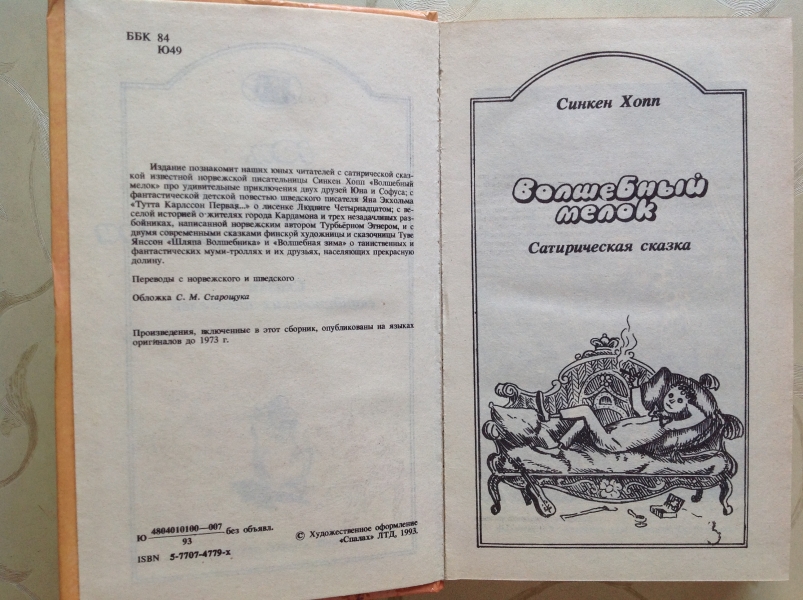 ББК 84
Ю49
Издание познакомит наших юных читателей с сатирической сказ-
кой известной норвежской писательницы Синкен Хопп «Волшебный
мелок» про удивительные приключения двух друзей Юна и Софуса; с
фантастической детской повестью шведского писателя Яна Экхольма
«Тутта Карлссон Первая...» о лисенке Людвиге Четырнадцатом; с ве-
селой историей о жителях города Кардамона и трех незадачливых раз-
бойниках, написанной норвежским автором Турбьёрном Эгнером, и с
двумя современными сказками финской художницы и сказочницы Туве
Янссон «Шляпа Волшебника» и «Волшебная зима» о таинственных и
фантастических муми-троллях и их друзьях, населяющих прекрасную
долину.
Переводы с норвежского и шведского
Обложка С. М. Старощука
Произведения, включенные в этот сборник, опубликованы на языках
оригиналов до 1973 г.
Ю 4804010100—007 без объявл.
93
ISBN 5-7707-4779-х
© Художественное оформление
«Спалах» ЛТД, 1993.
Синкен Хопп
Волшебный
мелок
Сатирическая сказка